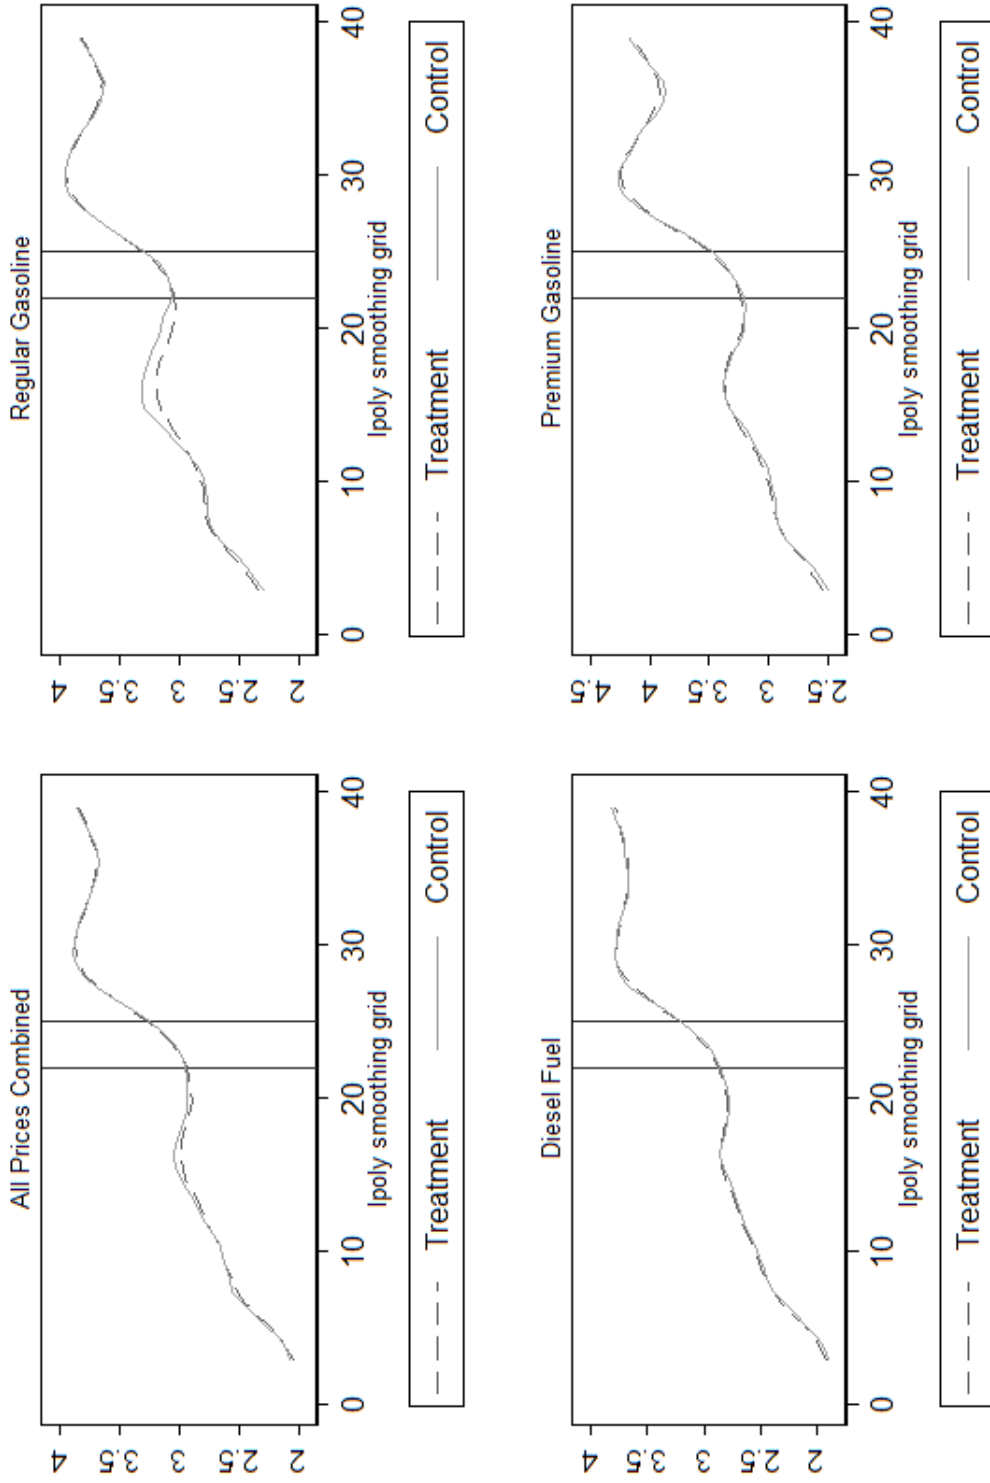 All Prices Combined
4
3.5
3
2.5
2
0 10 20 30 40
lpoly smoothing grid
Treatment Control
Regular Gasoline
4
3.5
3
2.5
2
0 10 20 30 40
lpoly smoothing grid
Treatment Control
Diesel Fuel
4
3.5
3
2.5
2
0 10 20 30 40
lpoly smoothing grid
Treatment Control
Premium Gasoline
4.5
4
3.5
3
2.5
0 10 20 30 40
lpoly smoothing grid
Treatment Control